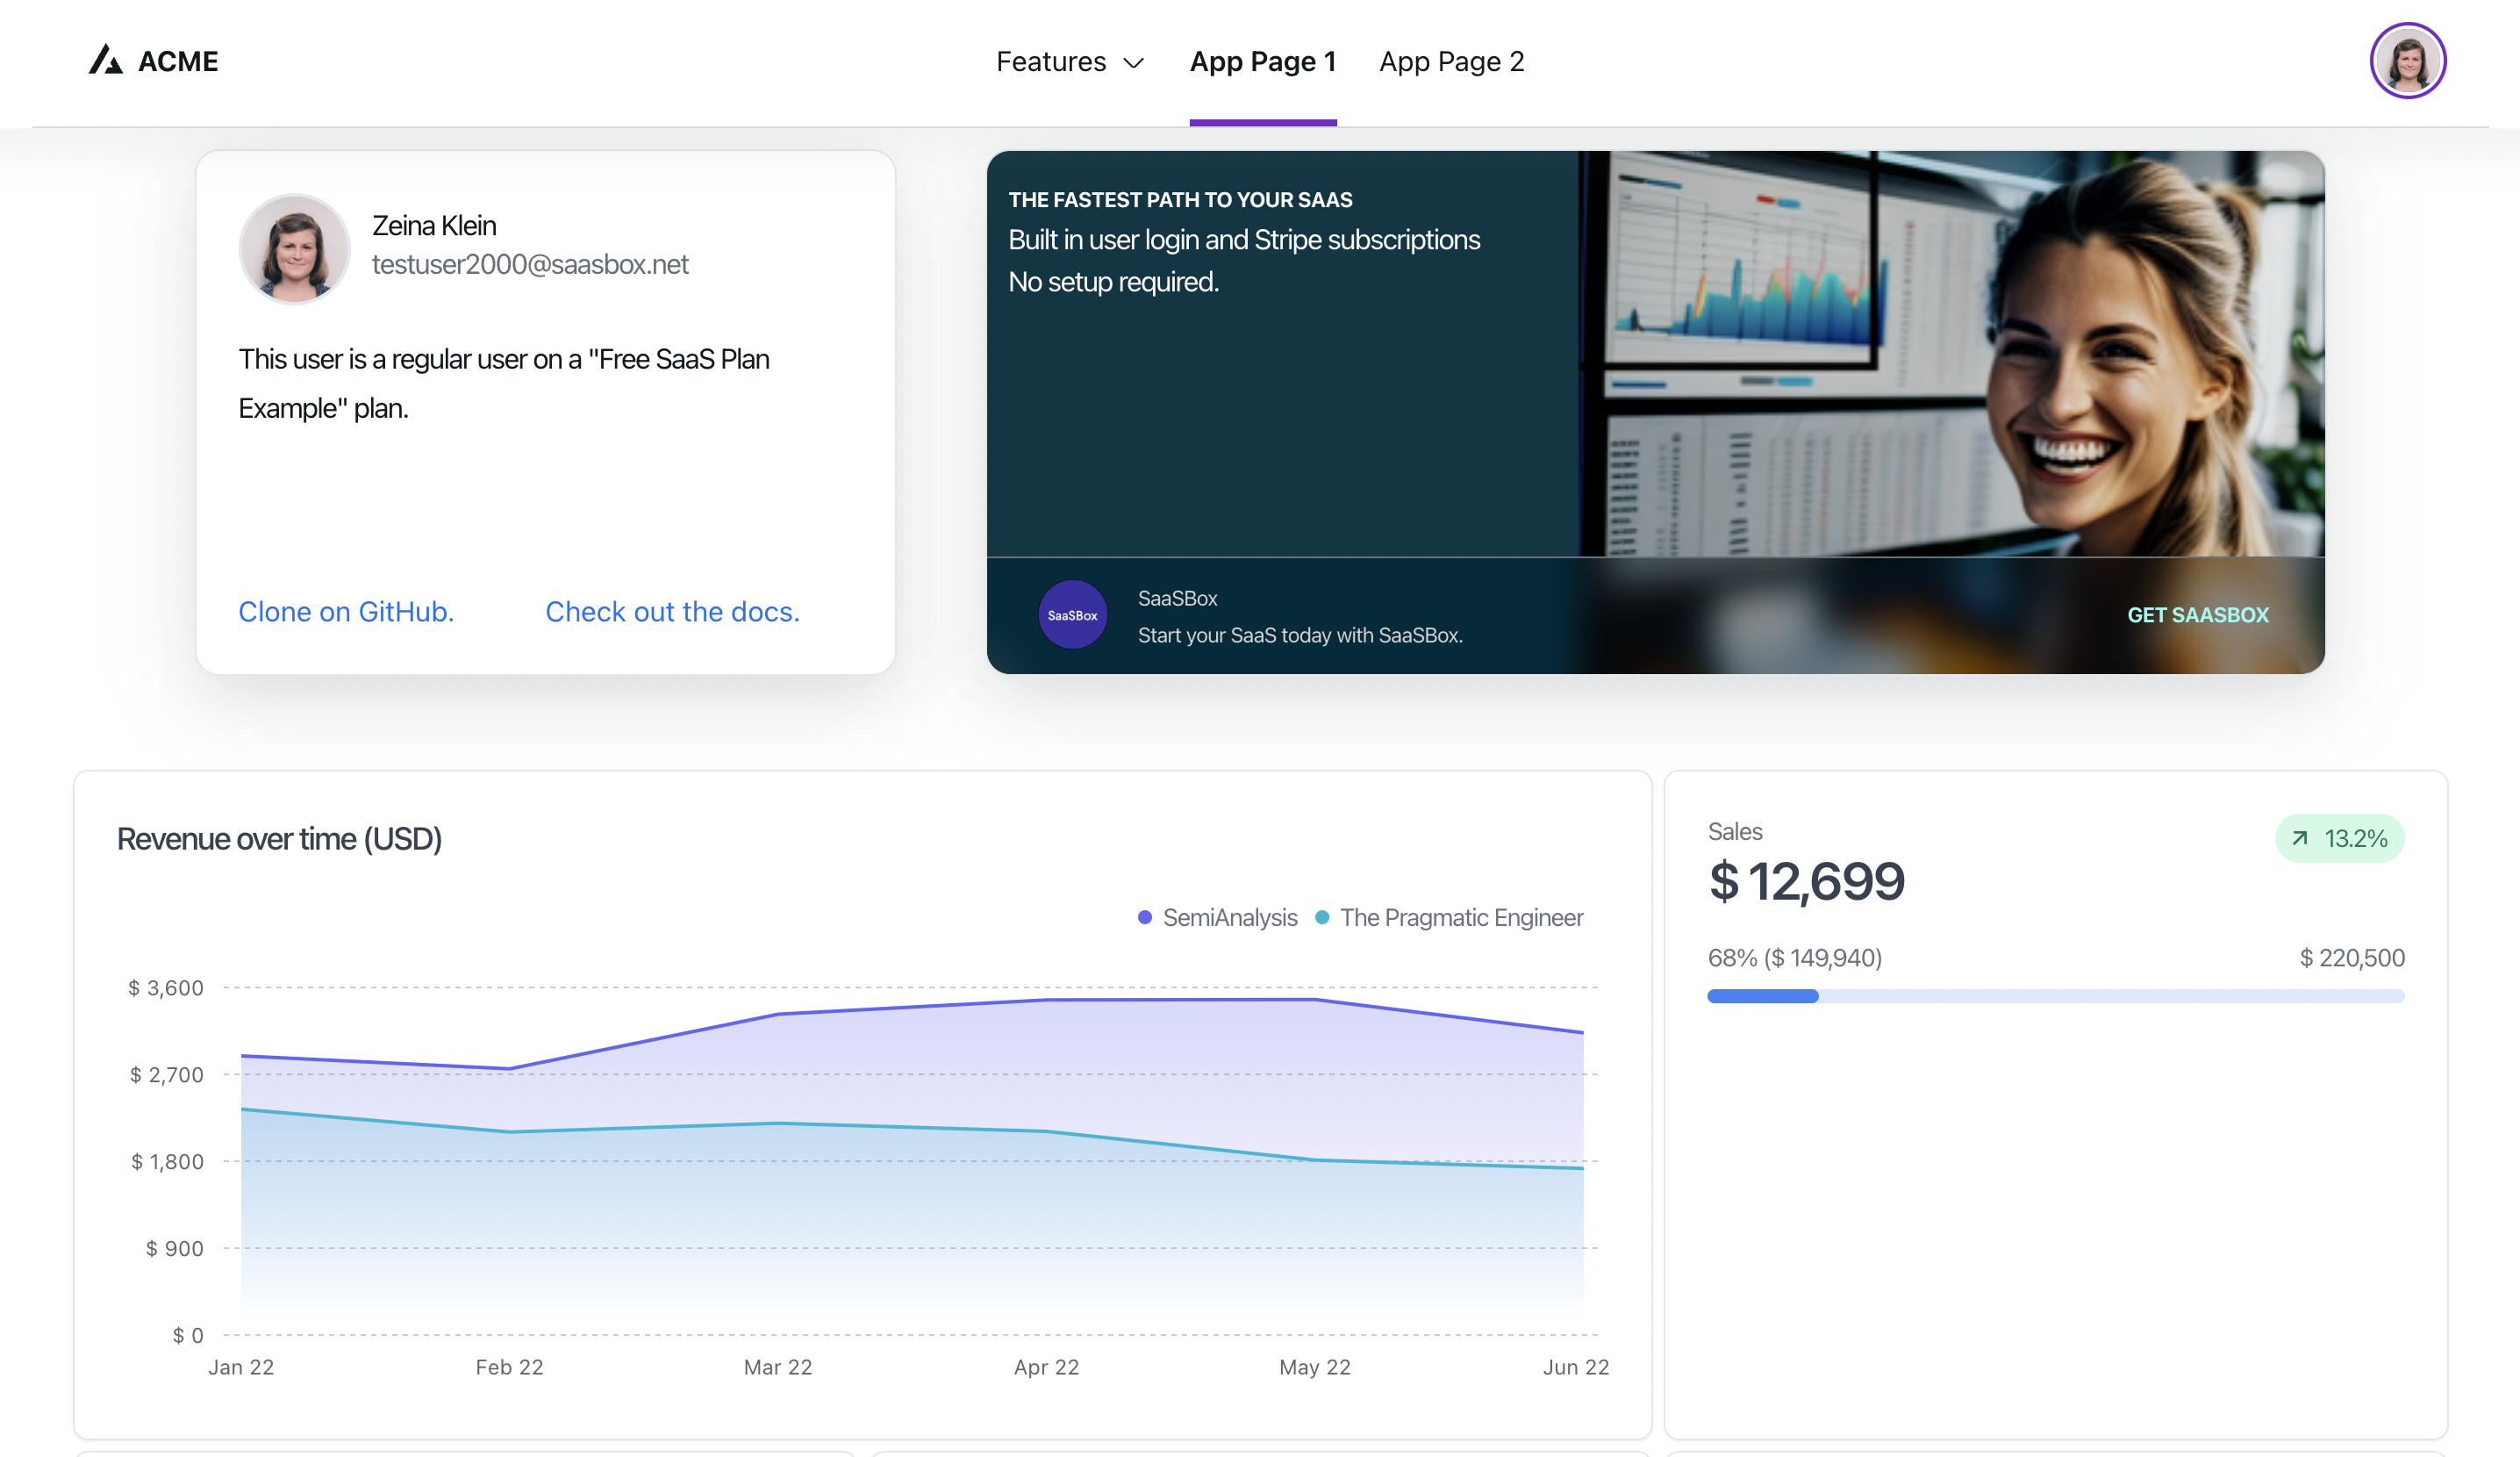 ACME
Features
App Page 1
App Page 2
Zeina Klein
testuser2000@saasbox.net
This user is a regular user on a "Free SaaS Plan
Example" plan.
Clone on GitHub.
Check out the docs.
THE FASTEST PATH TO YOUR SAAS
Built in user login and Stripe subscriptions
No setup required.
SaaSBox
SaaSBox
Start your SaaS today with SaaSBox.
GET SAASBOX
Revenue over time (USD)
SemiAnalysis
The Pragmatic Engineer
$ 3,600
$ 2,700
$ 1,800
$ 900
$ 0
Jan 22
Feb 22
Mar 22
Apr 22
May 22
Jun 22
Sales
13.2%
$ 12,699
68% ($ 149,940)
$ 220,500